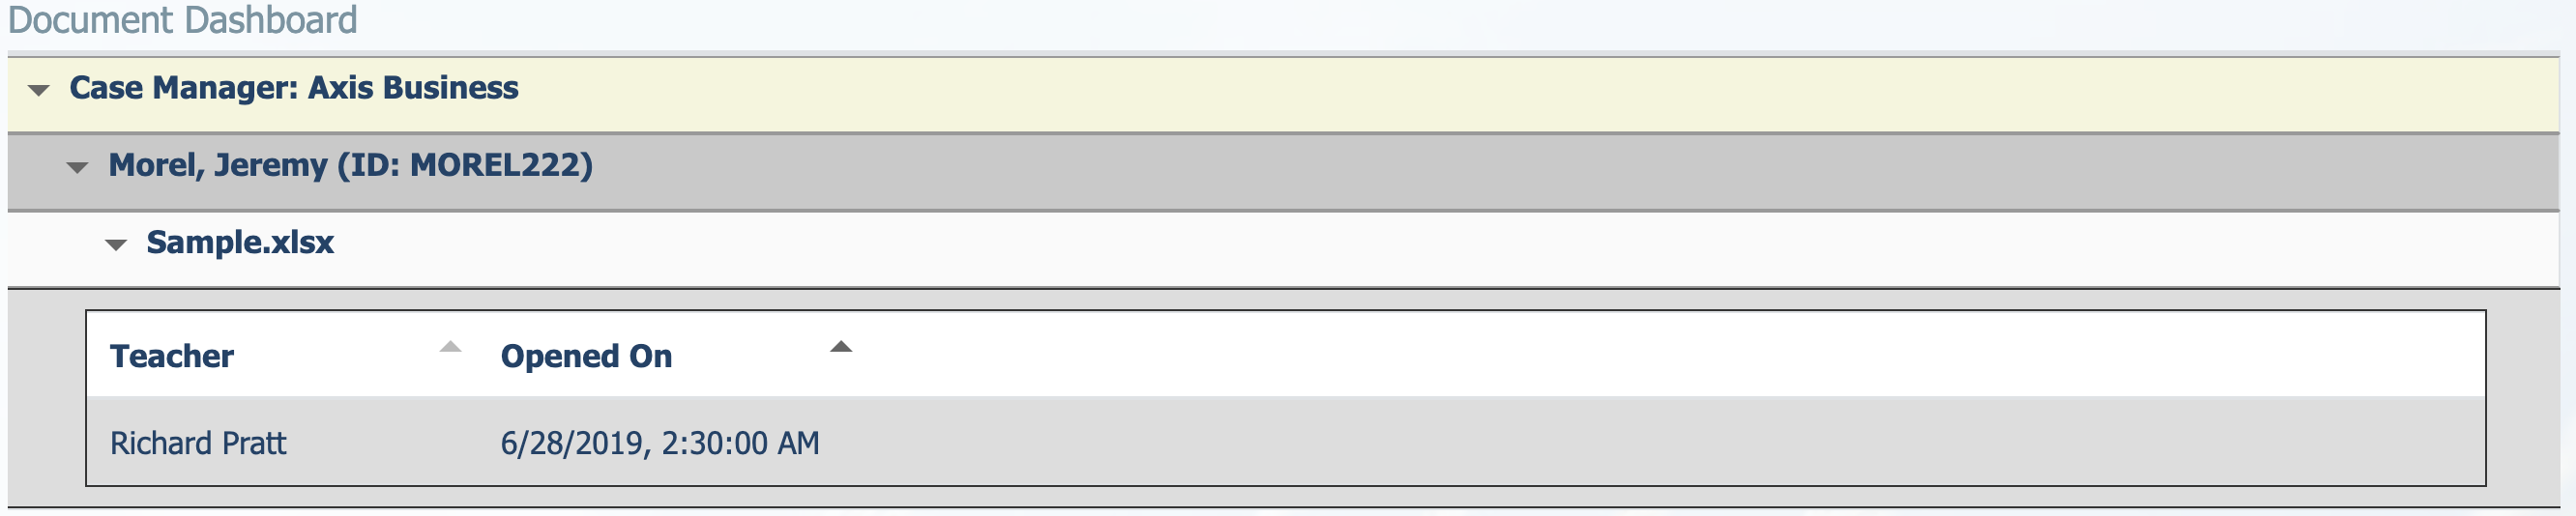 Document Dashboard
Case Manager: Axis Business
Morel, Jeremy (ID: MOREL222)
Sample.xlsx
Teacher Opened On
Richard Pratt 6/28/2019, 2:30:00 AM